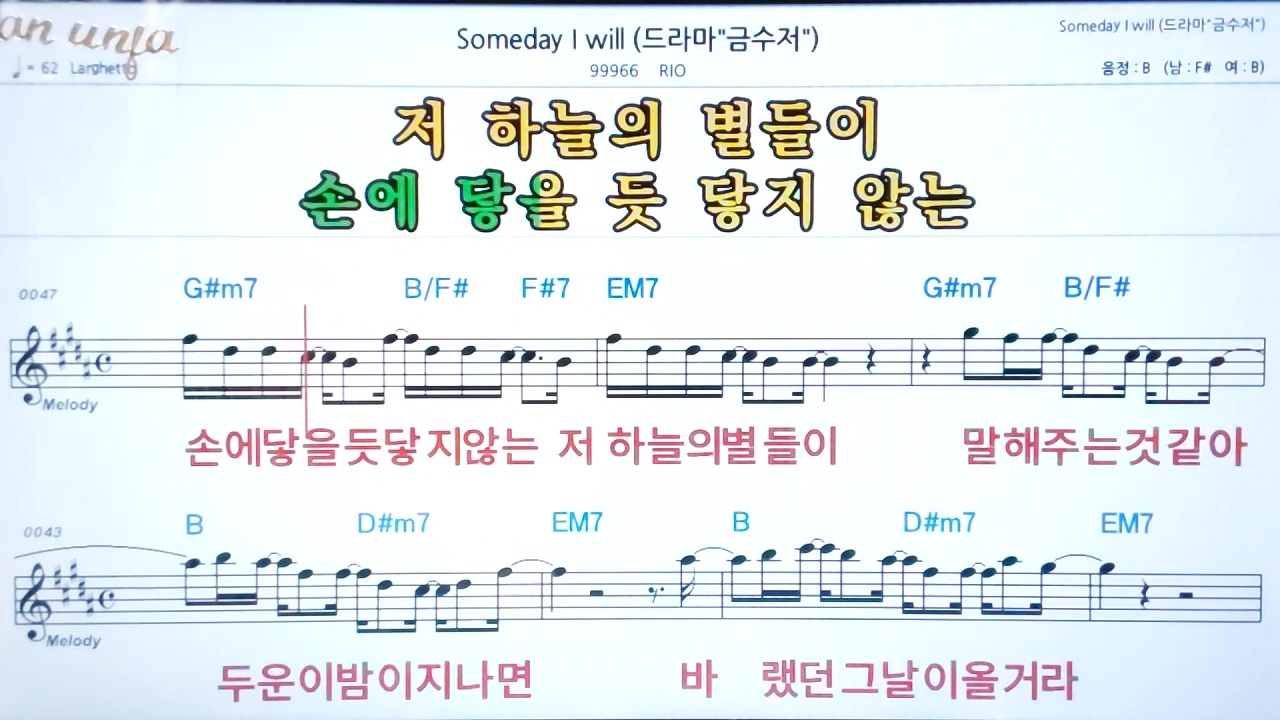 an unja
Someday I will (드라마"금수저")
Someday I will (드라마"금수저")
♩= 62 Larghetto
99966 RIO
음정 : B (남 : F# 여 : B)
저 하늘의 별들이
손에 닿을 듯 닿지 않는
G#m7 B/F# F#7 EM7 G#m7 B/F#
0047
Melody
손에닿을듯닿 지않는 저 하늘의별들이 말해주는것같아
B D#m7 EM7 B D#m7 EM7
0043
Melody
두운이밤이지나면 바 랬던그날이올거라